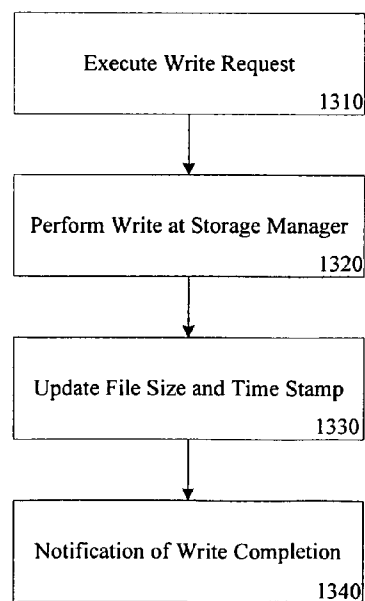 Execute Write Request
1310
Perform Write at Storage Manager
1320
Update File Size and Time Stamp
1330
Notification of Write Completion
1340